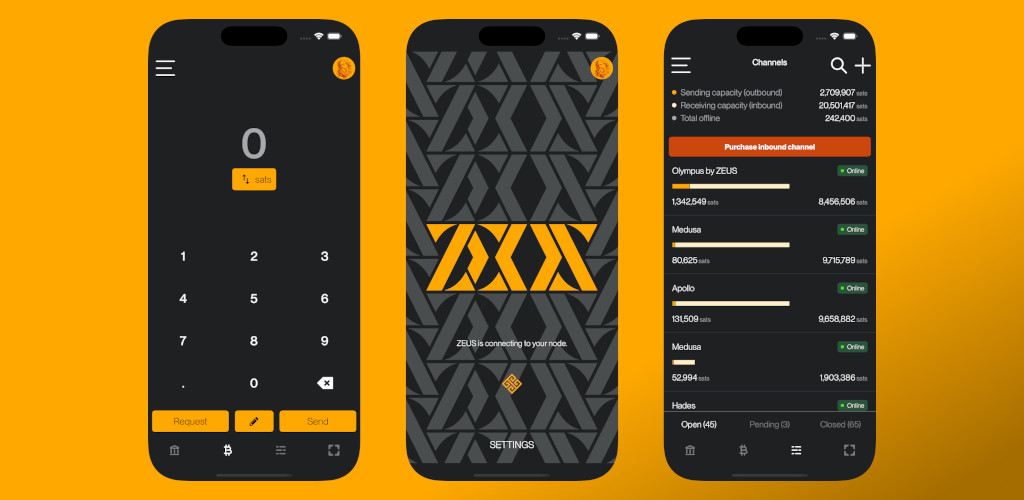 0
sats
1 2 3
4 5 6
7 8 9
. 0
Request Send
ZEUS
ZEUS is connecting to your node.
SETTINGS
Channels
Sending capacity (outbound) 2,709,907 sats
Receiving capacity (inbound) 20,501,417 sats
Total offline 242,400 sats
Purchase inbound channel
Olympus by ZEUS Online
1,342,549 sats 8,456,506 sats
Medusa Online
80,625 sats 9,715,789 sats
Apollo Online
131,509 sats 9,658,882 sats
Medusa Online
52,994 sats 1,903,386 sats
Hades Online
Open (45) Pending (3) Closed (65)